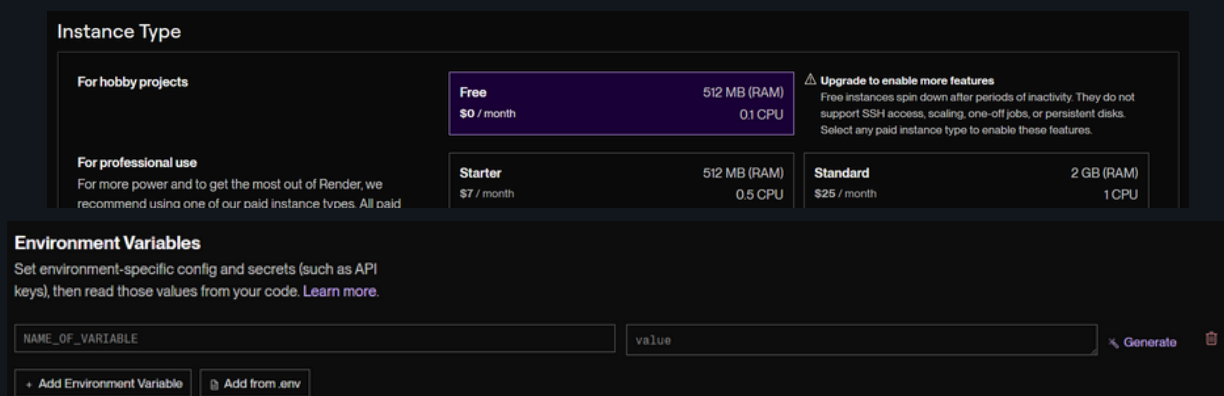 Instance Type
For hobby projects
Free 512 MB (RAM)
$0 / month 0.1 CPU
⚠ Upgrade to enable more features
Free instances spin down after periods of inactivity. They do not
support SSH access, scaling, one-off jobs, or persistent disks.
Select any paid instance type to enable these features.
For professional use
For more power and to get the most out of Render, we
recommend using one of our paid instance types. All paid
Starter 512 MB (RAM)
$7 / month 0.5 CPU
Standard 2 GB (RAM)
$25 / month 1 CPU
Environment Variables
Set environment-specific config and secrets (such as API
keys), then read those values from your code. Learn more.
NAME_OF_VARIABLE
value
Generate
+ Add Environment Variable
Add from .env